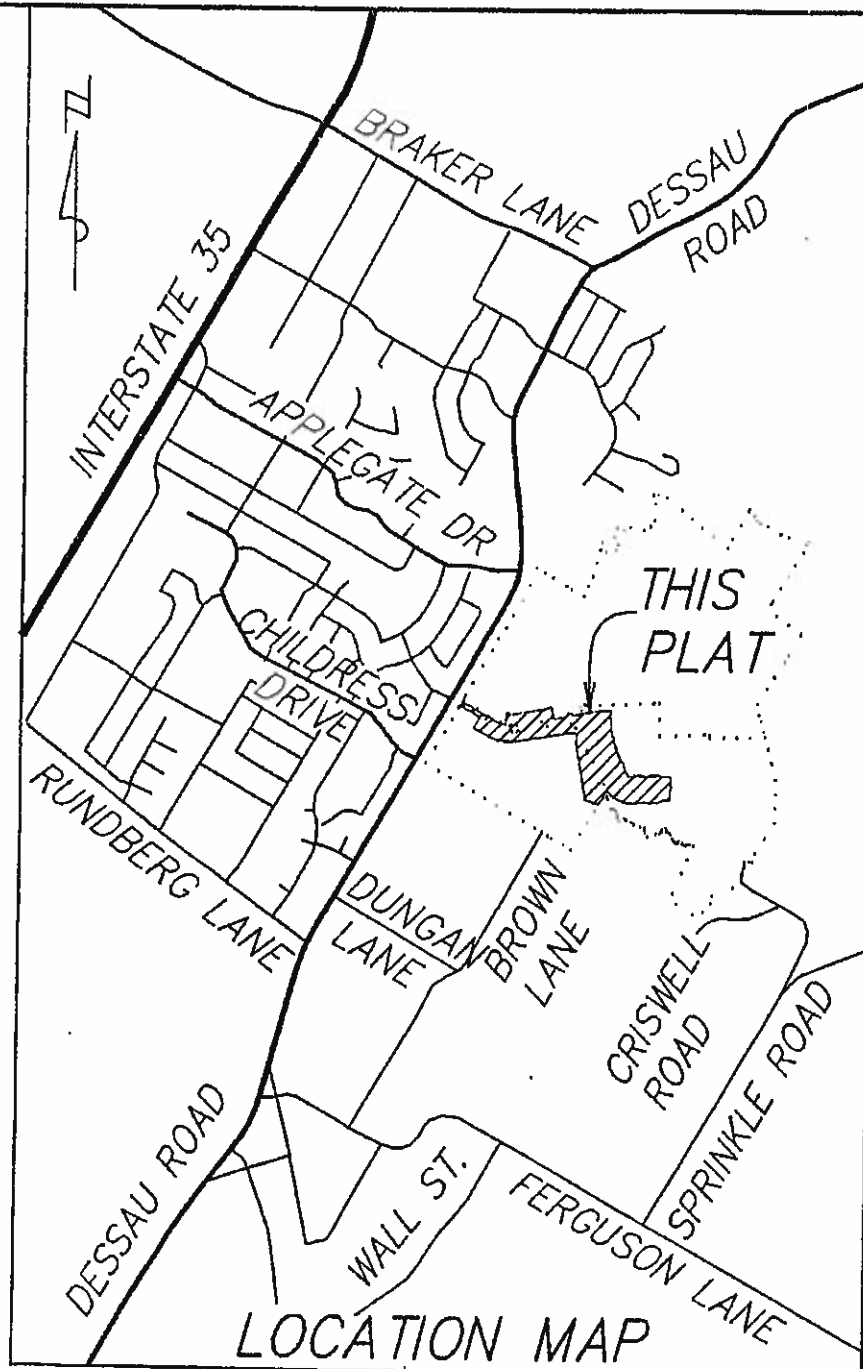 N
BRAKER LANE
DESSAU
ROAD
INTERSTATE 35
APPLEGATE DR
THIS
PLAT
CHILDRESS
DRIVE
RUNDBERG LANE
DUNGAN
LANE
BROWN
LANE
CRISWELL
ROAD
SPRINKLE ROAD
DESSAU ROAD
WALL ST.
FERGUSON LANE
LOCATION MAP